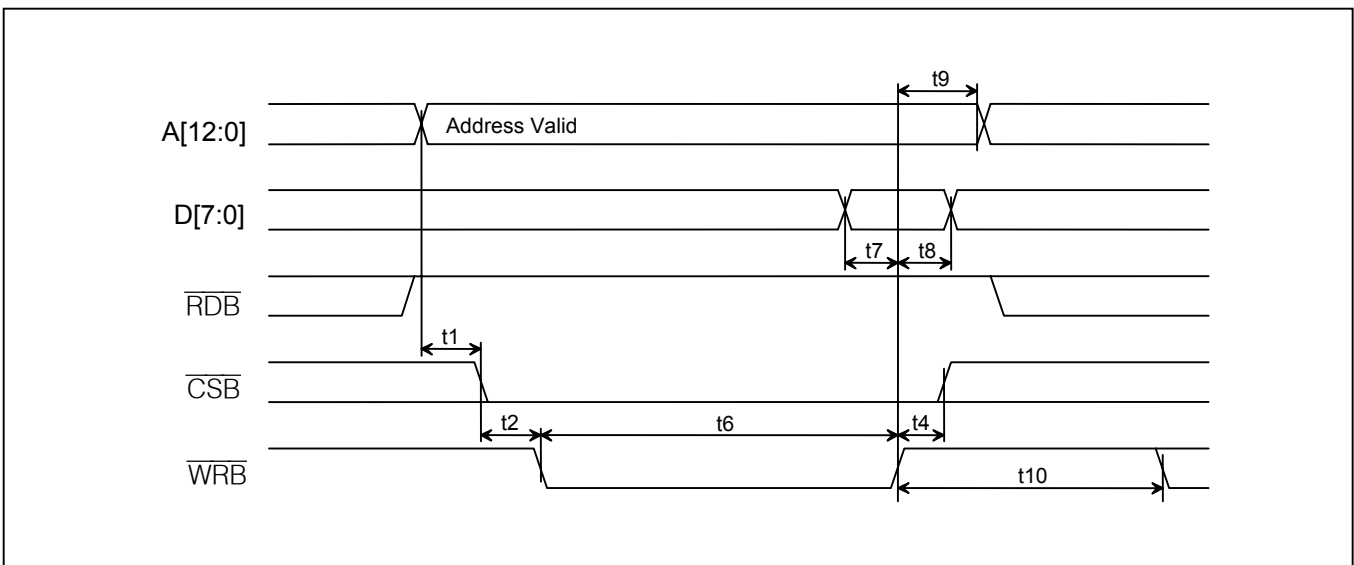 t9
A[12:0]
Address Valid
D[7:0]
t7
t8
RDB
t1
CSB
t2
t6
t4
WRB
t10